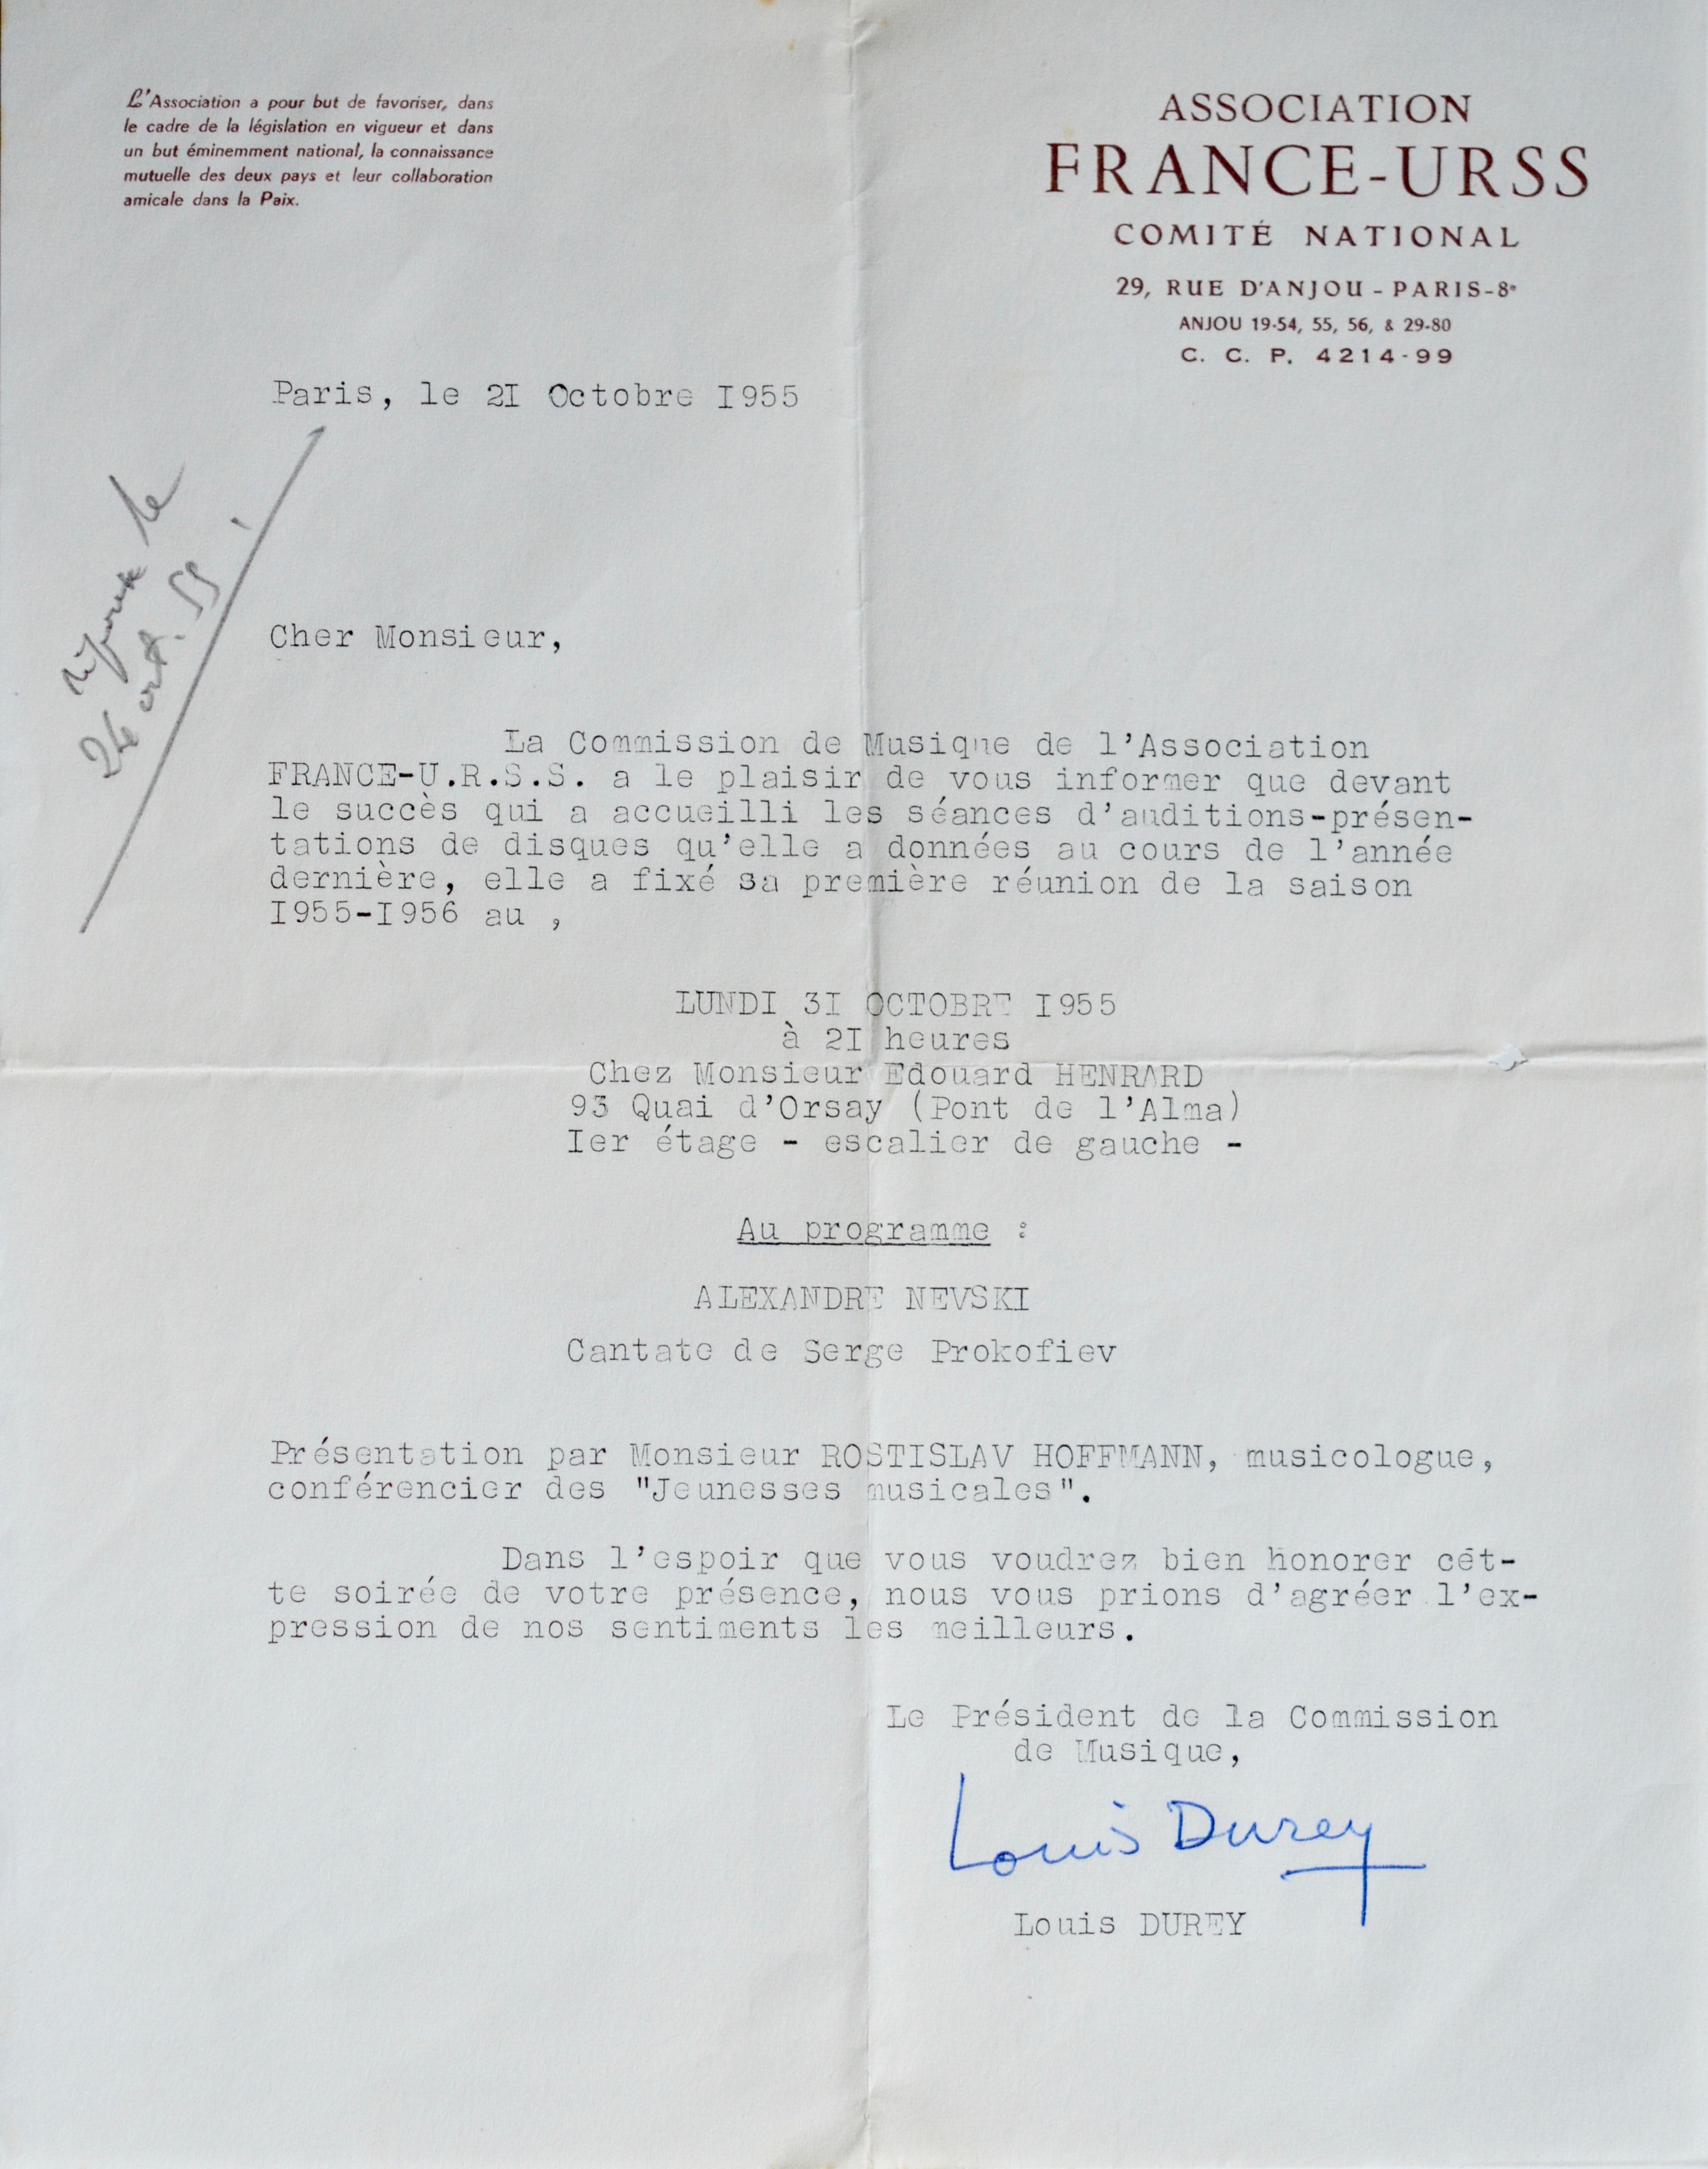 L'Association a pour but de favoriser, dans
le cadre de la législation en vigueur et dans
un but éminemment national, la connaissance
mutuelle des deux pays et leur collaboration
amicale dans la Paix.
ASSOCIATION
FRANCE-URSS
COMITÉ NATIONAL
29, RUE D'ANJOU - PARIS-8e
ANJOU 19-54, 55, 56, & 29-80
C. C. P. 4214-99
Paris, le 2I Octobre I955
le
24 oct. 55
Cher Monsieur,
La Commission de Musique de l'Association
FRANCE-U.R.S.S. a le plaisir de vous informer que devant
le succès qui a accueilli les séances d'auditions-présen-
tations de disques qu'elle a données au cours de l'année
dernière, elle a fixé sa première réunion de la saison
I955-I956 au ,
LUNDI 3I OCTOBRE I955
à 2I heures
Chez Monsieur Edouard HENRARD
93 Quai d'Orsay (Pont de l'Alma)
Ier étage - escalier de gauche -
Au programme :
ALEXANDRE NEVSKI
Cantate de Serge Prokofiev
Présentation par Monsieur ROSTISLAV HOFFMANN, musicologue,
conférencier des "Jeunesses musicales".
Dans l'espoir que vous voudrez bien honorer cét-
te soirée de votre présence, nous vous prions d'agréer l'ex-
pression de nos sentiments les meilleurs.
Le Président de la Commission
de Musique,
Louis Durey
Louis DUREY